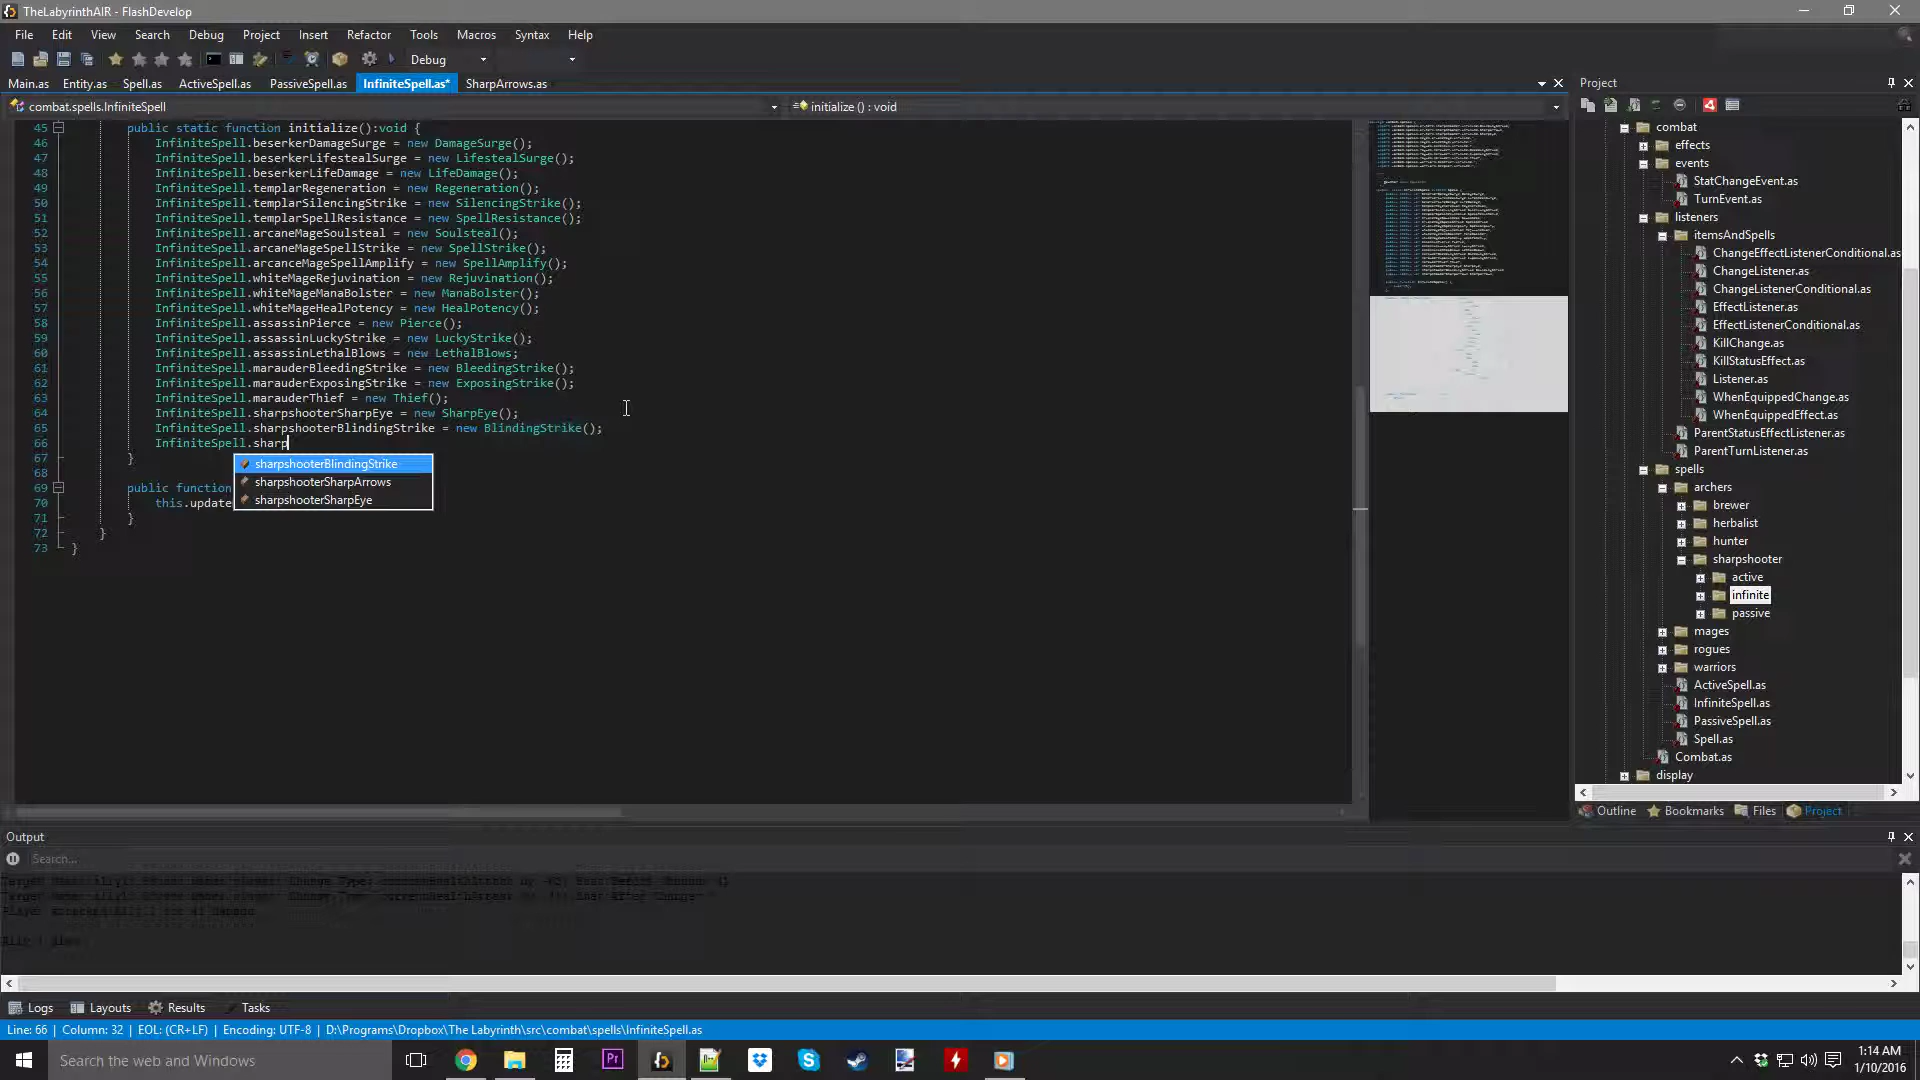 TheLabyrinthAIR - FlashDevelop
File Edit View Search Debug Project Insert Refactor Tools Macros Syntax Help
Debug
Main.as Entity.as Spell.as ActiveSpell.as PassiveSpell.as InfiniteSpell.as* SharpArrows.as
combat.spells.InfiniteSpell initialize () : void
45 public static function initialize():void {
46 InfiniteSpell.beserkerDamageSurge = new DamageSurge();
47 InfiniteSpell.beserkerLifestealSurge = new LifestealSurge();
48 InfiniteSpell.beserkerLifeDamage = new LifeDamage();
49 InfiniteSpell.templarRegeneration = new Regeneration();
50 InfiniteSpell.templarSilencingStrike = new SilencingStrike();
51 InfiniteSpell.templarSpellResistance = new SpellResistance();
52 InfiniteSpell.arcaneMageSoulsteal = new Soulsteal();
53 InfiniteSpell.arcaneMageSpellStrike = new SpellStrike();
54 InfiniteSpell.arcanceMageSpellAmplify = new SpellAmplify();
55 InfiniteSpell.whiteMageRejuvination = new Rejuvination();
56 InfiniteSpell.whiteMageManaBolster = new ManaBolster();
57 InfiniteSpell.whiteMageHealPotency = new HealPotency();
58 InfiniteSpell.assassinPierce = new Pierce();
59 InfiniteSpell.assassinLuckyStrike = new LuckyStrike();
60 InfiniteSpell.assassinLethalBlows = new LethalBlows;
61 InfiniteSpell.marauderBleedingStrike = new BleedingStrike();
62 InfiniteSpell.marauderExposingStrike = new ExposingStrike();
63 InfiniteSpell.marauderThief = new Thief();
64 InfiniteSpell.sharpshooterSharpEye = new SharpEye();
65 InfiniteSpell.sharpshooterBlindingStrike = new BlindingStrike();
66 InfiniteSpell.sharp
67 }
sharpshooterBlindingStrike
68
sharpshooterSharpArrows
69 public function
sharpshooterSharpEye
70 this.update
71 }
72 }
73 }
Project
combat
effects
events
StatChangeEvent.as
TurnEvent.as
listeners
itemsAndSpells
ChangeEffectListenerConditional.as
ChangeListener.as
ChangeListenerConditional.as
EffectListener.as
EffectListenerConditional.as
KillChange.as
KillStatusEffect.as
Listener.as
WhenEquippedChange.as
WhenEquippedEffect.as
ParentStatusEffectListener.as
ParentTurnListener.as
spells
archers
brewer
herbalist
hunter
sharpshooter
active
infinite
passive
mages
rogues
warriors
ActiveSpell.as
InfiniteSpell.as
PassiveSpell.as
Spell.as
Combat.as
display
Outline Bookmarks Files Project
Output
Search...
Logs Layouts Results Tasks
Line: 66 | Column: 32 | EOL: (CR+LF) | Encoding: UTF-8 | D:\Programs\Dropbox\The Labyrinth\src\combat\spells\InfiniteSpell.as
Search the web and Windows
Pr
1:14 AM
1/10/2016